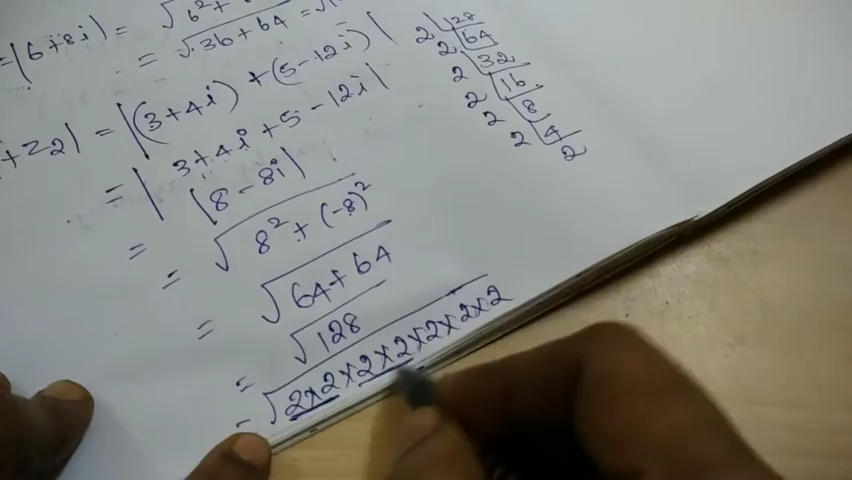 =|6+8i| = √6²+
= √36+64 = √1
+Z2| = |(3+4i) + (5-12i)|
= |3+4i+5-12i|
= |8-8i|
= √8²+(-8)²
= √64+64
= √128
= √2×2×2×2×2×2×2
2 128
2 64
2 32
2 16
2 8
2 4
2